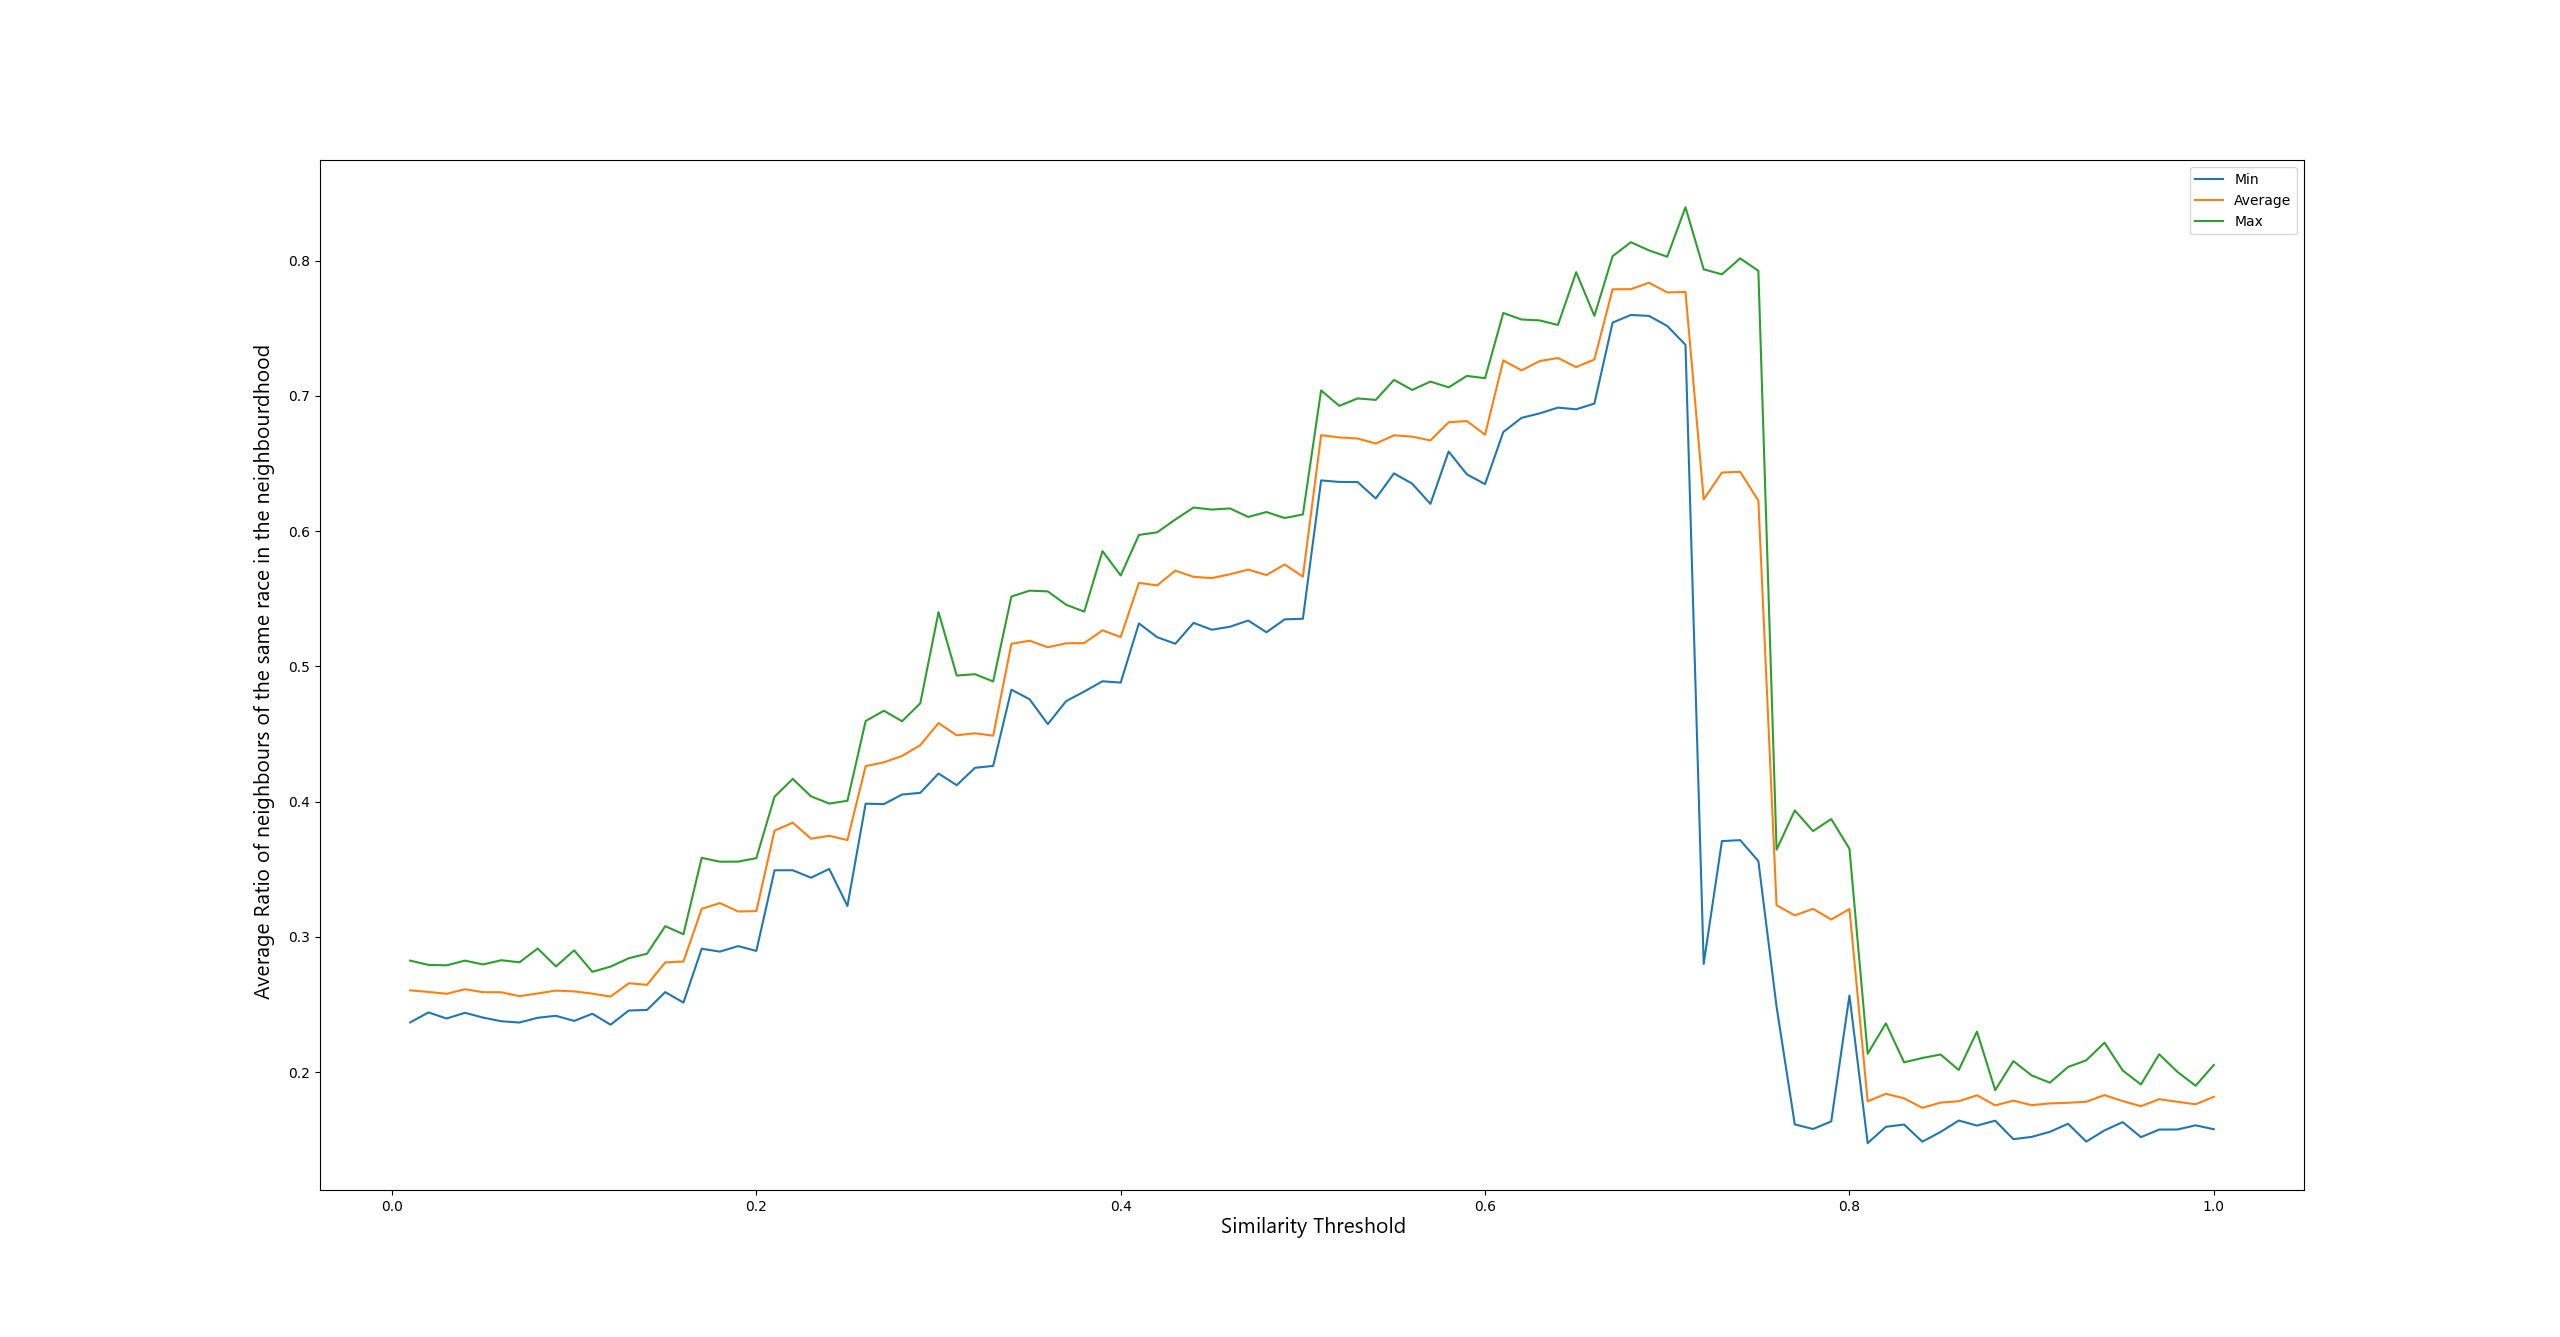 Min
Average
Max
0.8
0.7
0.6
0.5
0.4
0.3
0.2
Average Ratio of neighbours of the same race in the neighbourdhood
0.0 0.2 0.4 0.6 0.8 1.0
Similarity Threshold